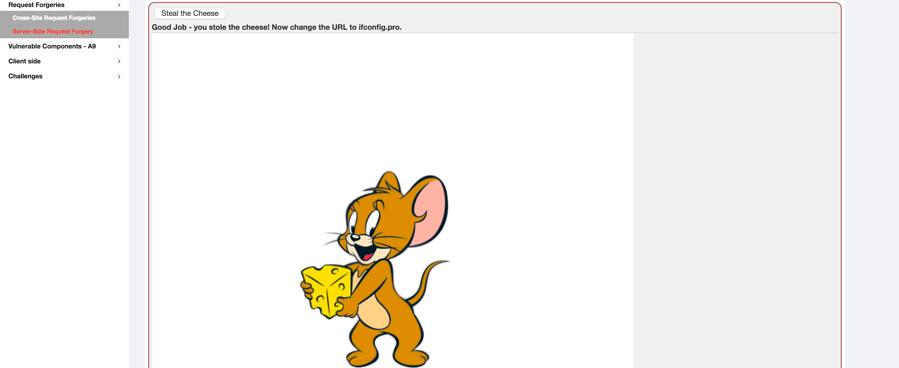 Request Forgeries
Cross-Site Request Forgeries
Server-Side Request Forgery
Vulnerable Components - A9
Client side
Challenges
Steal the Cheese
Good Job - you stole the cheese! Now change the URL to ifconfig.pro.